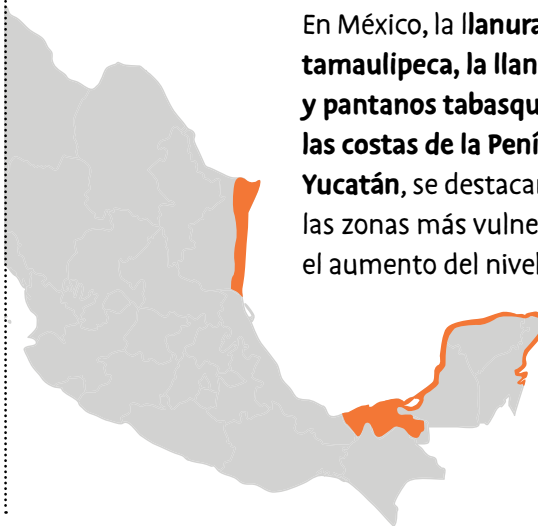 En México, la llanura
tamaulipeca, la llan
y pantanos tabasqu
las costas de la Pení
Yucatán, se destacan
las zonas más vulne
el aumento del nivel